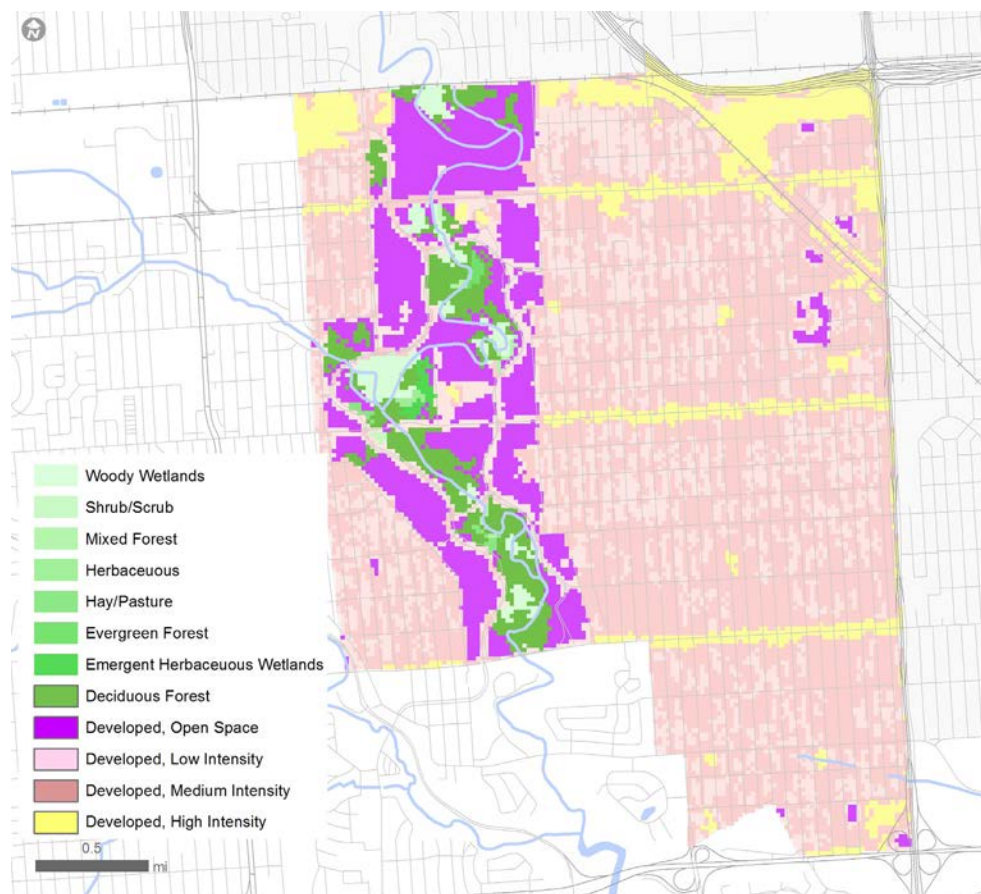 N
Woody Wetlands
Shrub/Scrub
Mixed Forest
Herbaceuous
Hay/Pasture
Evergreen Forest
Emergent Herbaceuous Wetlands
Deciduous Forest
Developed, Open Space
Developed, Low Intensity
Developed, Medium Intensity
Developed, High Intensity
0.5
mi